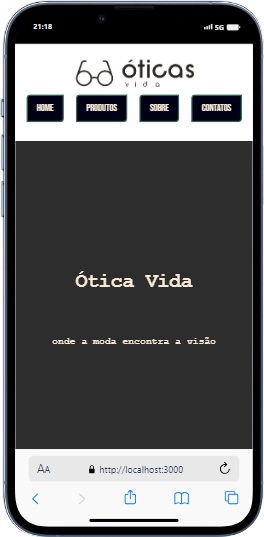 21:18
5G
óticas
vida
HOME
PRODUTOS
SOBRE
CONTATOS
Ótica Vida
onde a moda encontra a visão
AA
http://localhost:3000